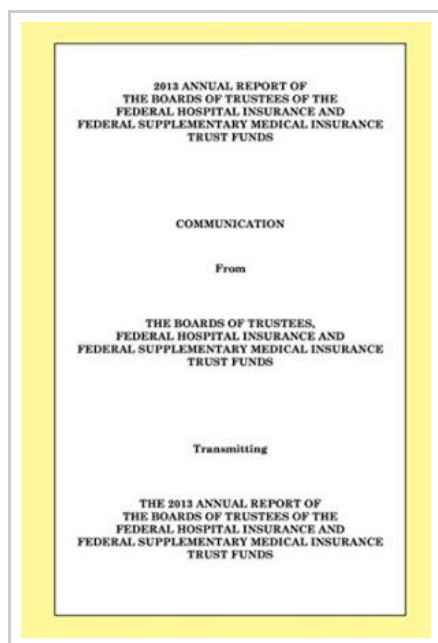 2013 ANNUAL REPORT OF
THE BOARDS OF TRUSTEES OF THE
FEDERAL HOSPITAL INSURANCE AND
FEDERAL SUPPLEMENTARY MEDICAL INSURANCE
TRUST FUNDS
COMMUNICATION
From
THE BOARDS OF TRUSTEES,
FEDERAL HOSPITAL INSURANCE AND
FEDERAL SUPPLEMENTARY MEDICAL INSURANCE
TRUST FUNDS
Transmitting
THE 2013 ANNUAL REPORT OF
THE BOARDS OF TRUSTEES OF THE
FEDERAL HOSPITAL INSURANCE AND
FEDERAL SUPPLEMENTARY MEDICAL INSURANCE
TRUST FUNDS